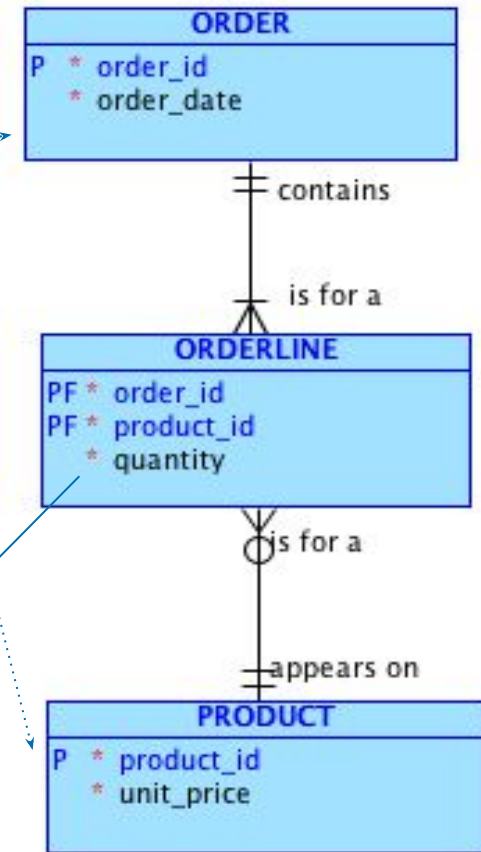 ORDER
P * order_id
* order_date
contains
is for a
ORDERLINE
PF * order_id
PF * product_id
* quantity
is for a
appears on
PRODUCT
P * product_id
* unit_price